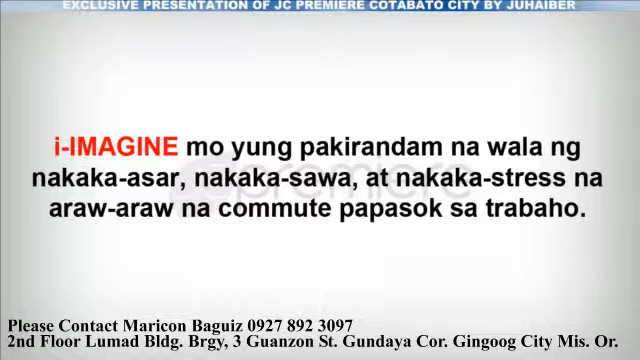 EXCLUSIVE PRESENTATION OF JC PREMIERE COTABATO CITY BY JUHAIBER
i-IMAGINE mo yung pakirandam na wala ng
nakaka-asar, nakaka-sawa, at nakaka-stress na
araw-araw na commute papasok sa trabaho.
premiere
Please Contact Maricon Baguiz 0927 892 3097
2nd Floor Lumad Bldg. Brgy, 3 Guanzon St. Gundaya Cor. Gingoog City Mis. Or.